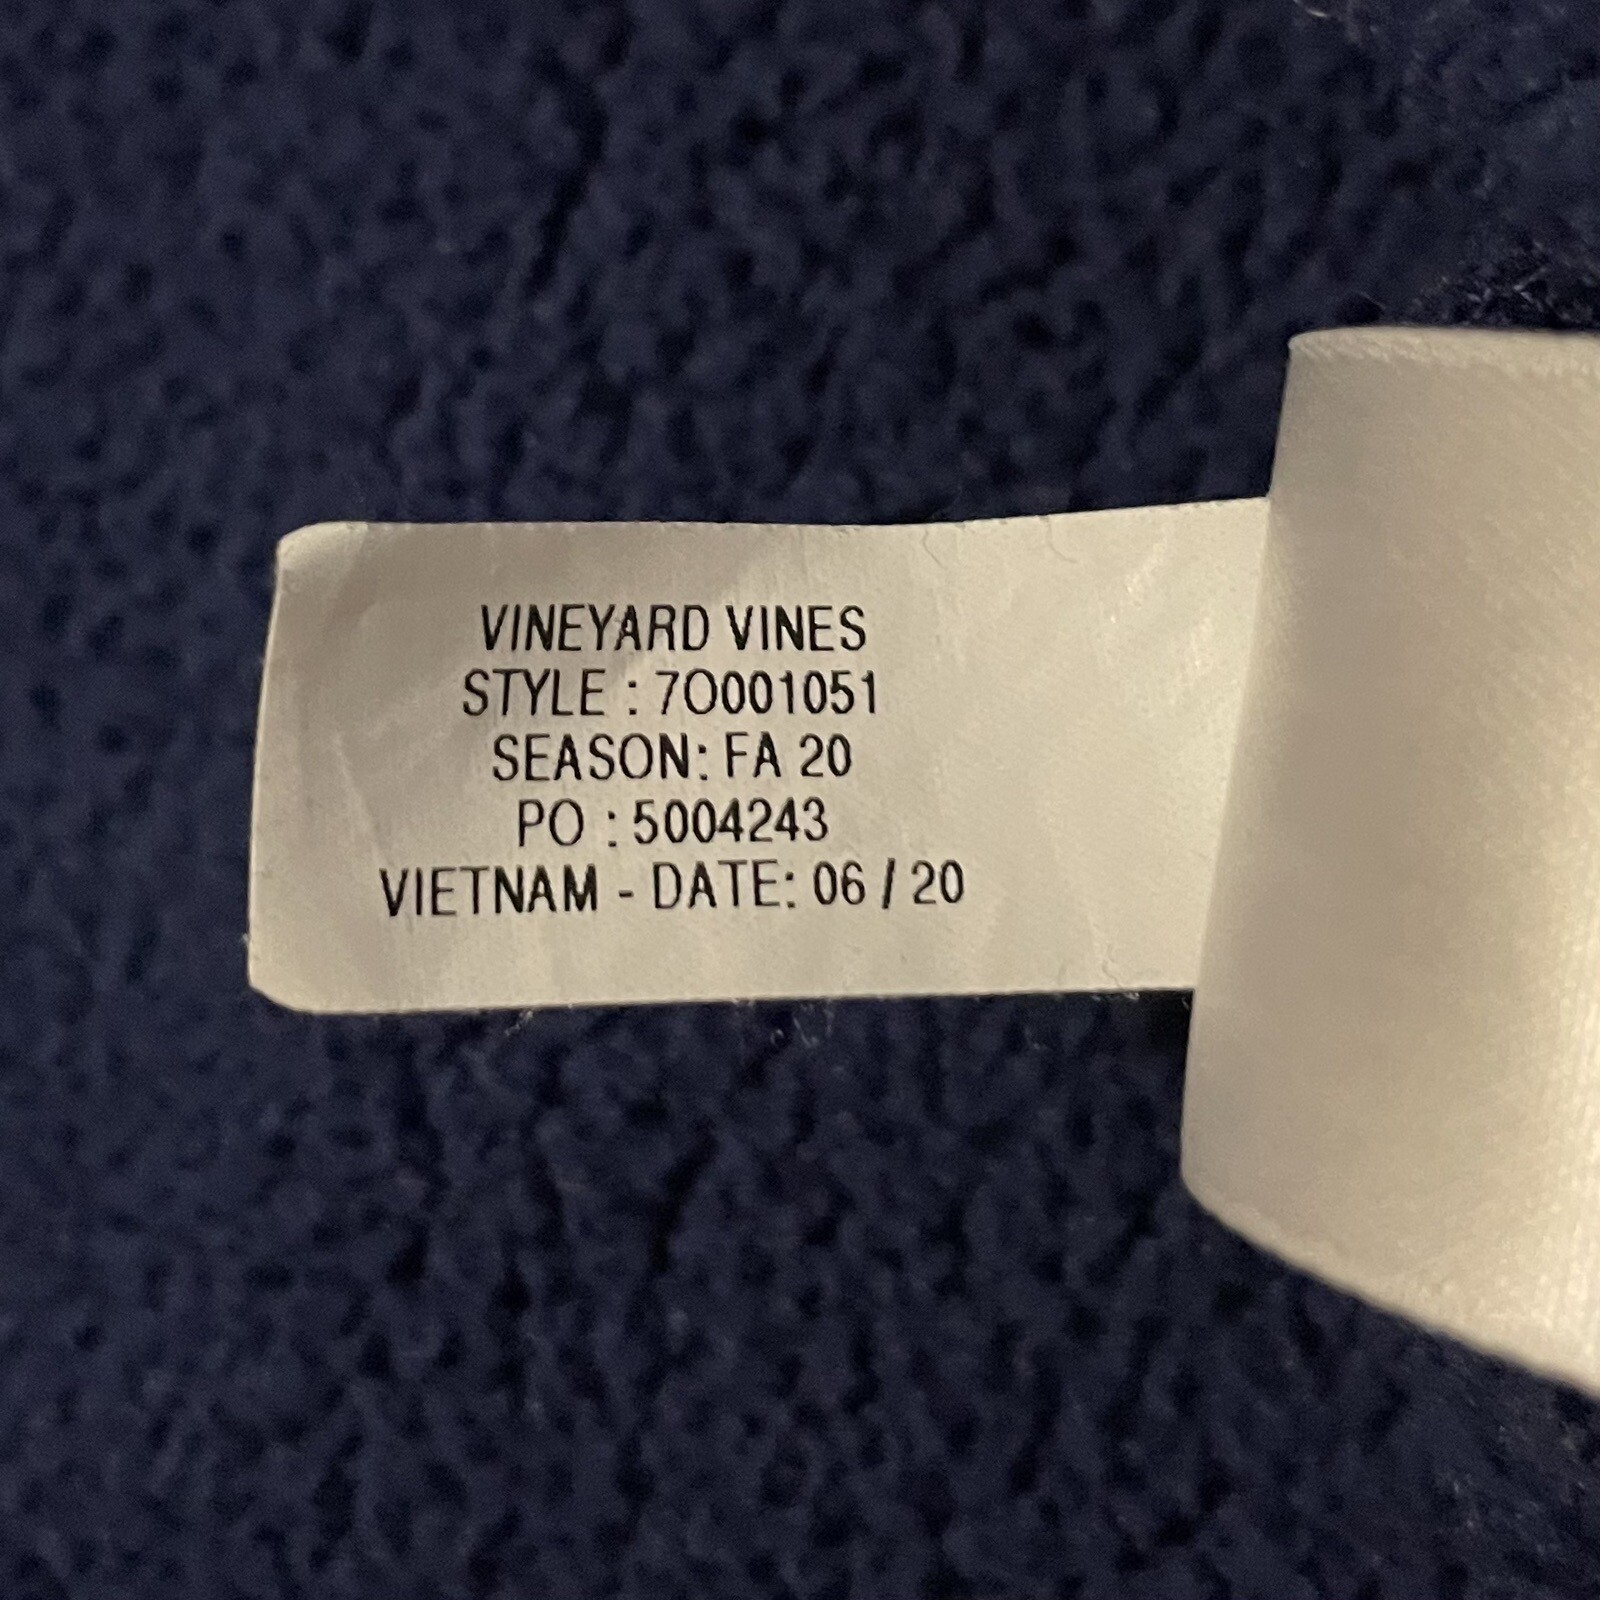 VINEYARD VINES
STYLE : 7O001051
SEASON: FA 20
PO : 5004243
VIETNAM - DATE: 06 / 20